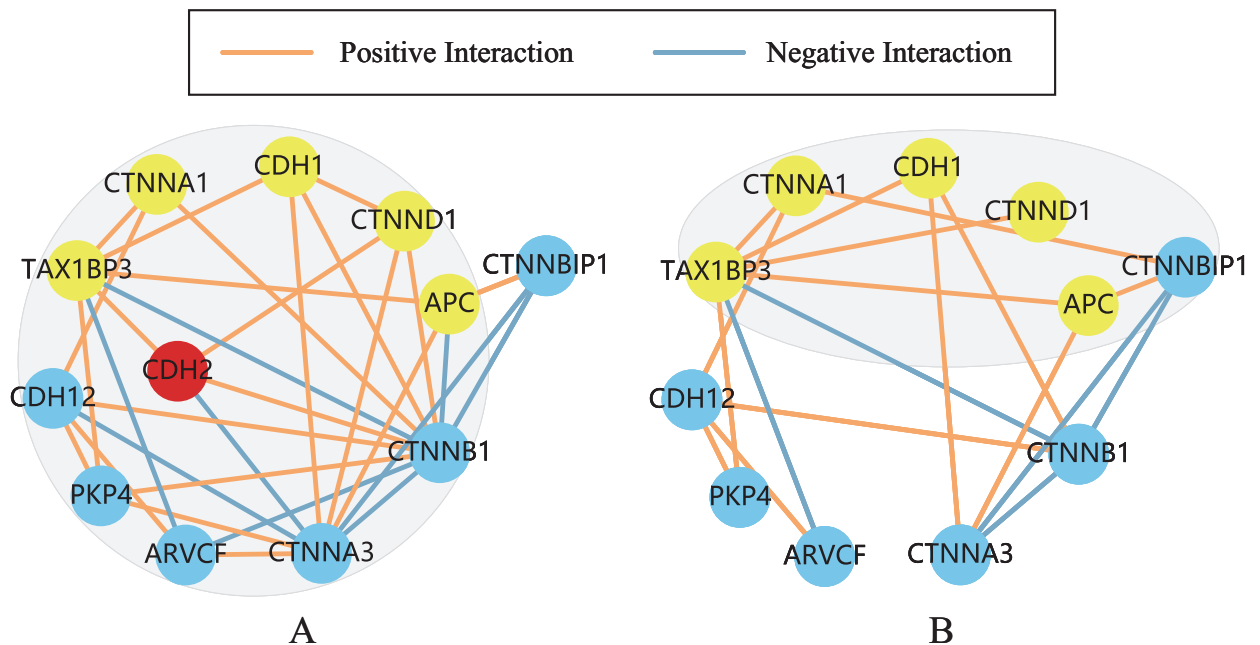 Positive Interaction
Negative Interaction
CDH1
CTNNA1
CTNND1
CTNNBIP1
TAX1BP3
APC
CDH2
CDH12
CTNNB1
PKP4
ARVCF
CTNNA3
A
CDH1
CTNNA1
CTNND1
CTNNBIP1
TAX1BP3
APC
CDH12
CTNNB1
PKP4
ARVCF
CTNNA3
B